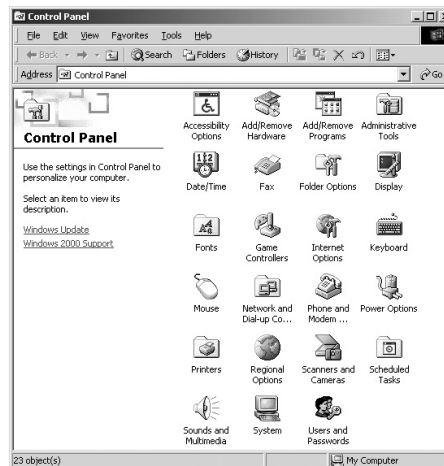 Control Panel
File Edit View Favorites Tools Help
Back Search Folders History
Address Control Panel Go
Control Panel
Use the settings in Control Panel to
personalize your computer.
Select an item to view its
description.
Windows Update
Windows 2000 Support
Accessibility
Options
Add/Remove
Hardware
Add/Remove
Programs
Administrative
Tools
Date/Time
Fax
Folder Options
Display
Fonts
Game
Controllers
Internet
Options
Keyboard
Mouse
Network and
Dial-up Co...
Phone and
Modem ...
Power Options
Printers
Regional
Options
Scanners and
Cameras
Scheduled
Tasks
Sounds and
Multimedia
System
Users and
Passwords
23 object(s) My Computer